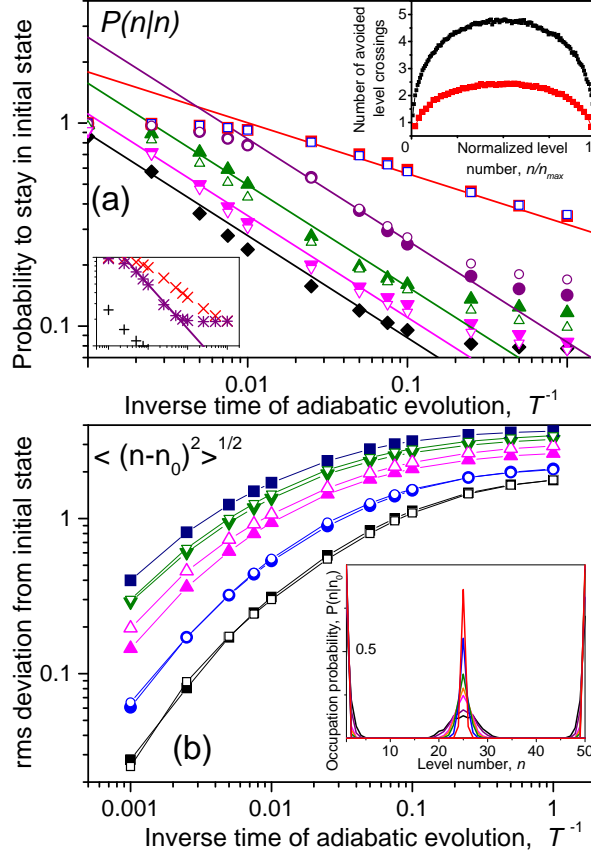 P(n|n)
Probability to stay in initial state
1
0.1
(a)
0.01
0.1
1
Inverse time of adiabatic evolution, T⁻¹
Number of avoided
level crossings
5
4
3
2
1
0
1
Normalized level
number, n/nmax
< (n-n₀)²>^1/2
rms deviation from initial state
1
0.1
(b)
0.001
0.01
0.1
1
Inverse time of adiabatic evolution, T⁻¹
Occupation probability, P(n|n₀)
0.5
10
20
30
40
50
Level number, n